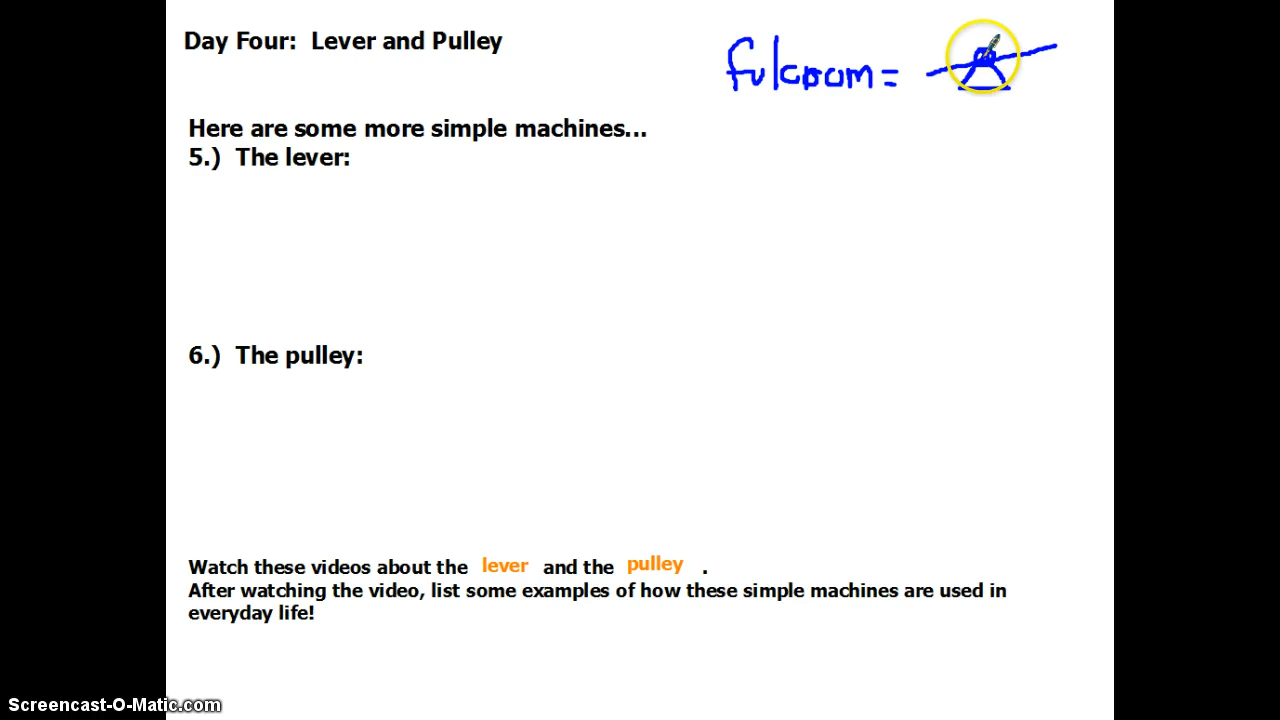 Day Four: Lever and Pulley
fulcrum =
Here are some more simple machines...
5.) The lever:
6.) The pulley:
Watch these videos about the lever and the pulley .
After watching the video, list some examples of how these simple machines are used in
everyday life!
Screencast-O-Matic.com